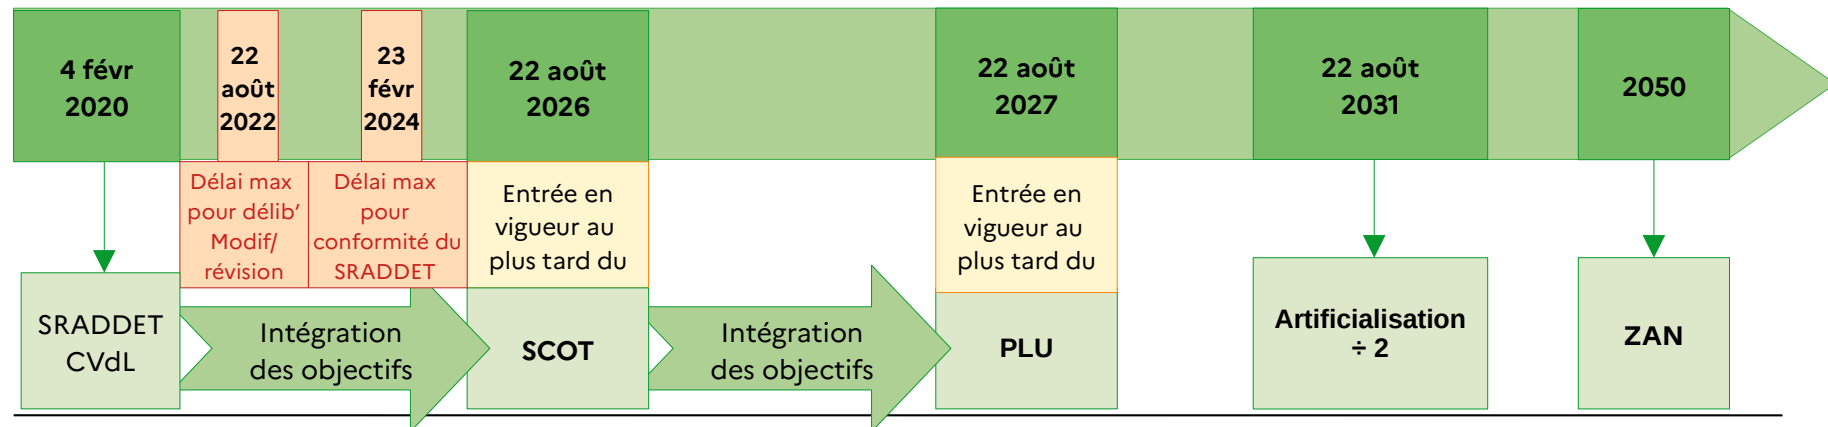 4 févr
2020
22
août
2022
23
févr
2024
22 août
2026
22 août
2027
22 août
2031
2050
Délai max
pour délib’
Modif/
révision
Délai max
pour
conformité du
SRADDET
Entrée en
vigueur au
plus tard du
Entrée en
vigueur au
plus tard du
SRADDET
CVdL
Intégration
des objectifs
SCOT
Intégration
des objectifs
PLU
Artificialisation
÷ 2
ZAN